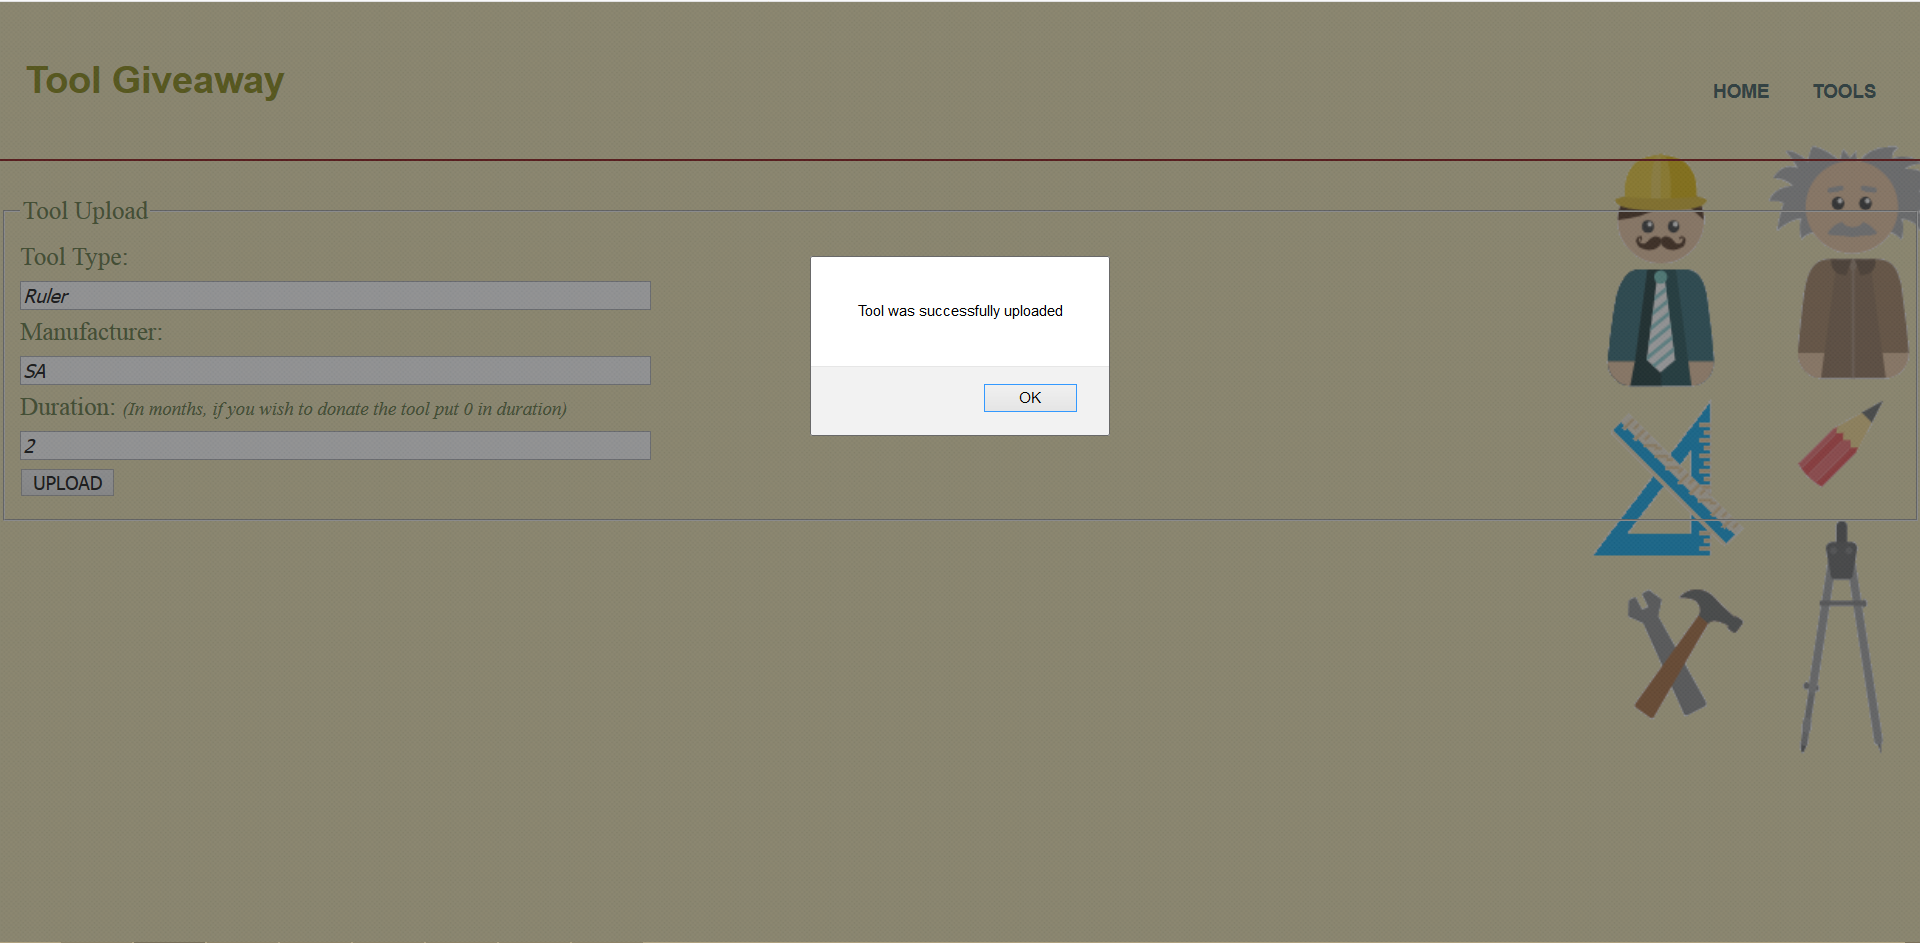 Tool Giveaway
HOME TOOLS
Tool Upload
Tool Type:
Ruler
Manufacturer:
SA
Duration: (In months, if you wish to donate the tool put 0 in duration)
2
UPLOAD
Tool was successfully uploaded
OK